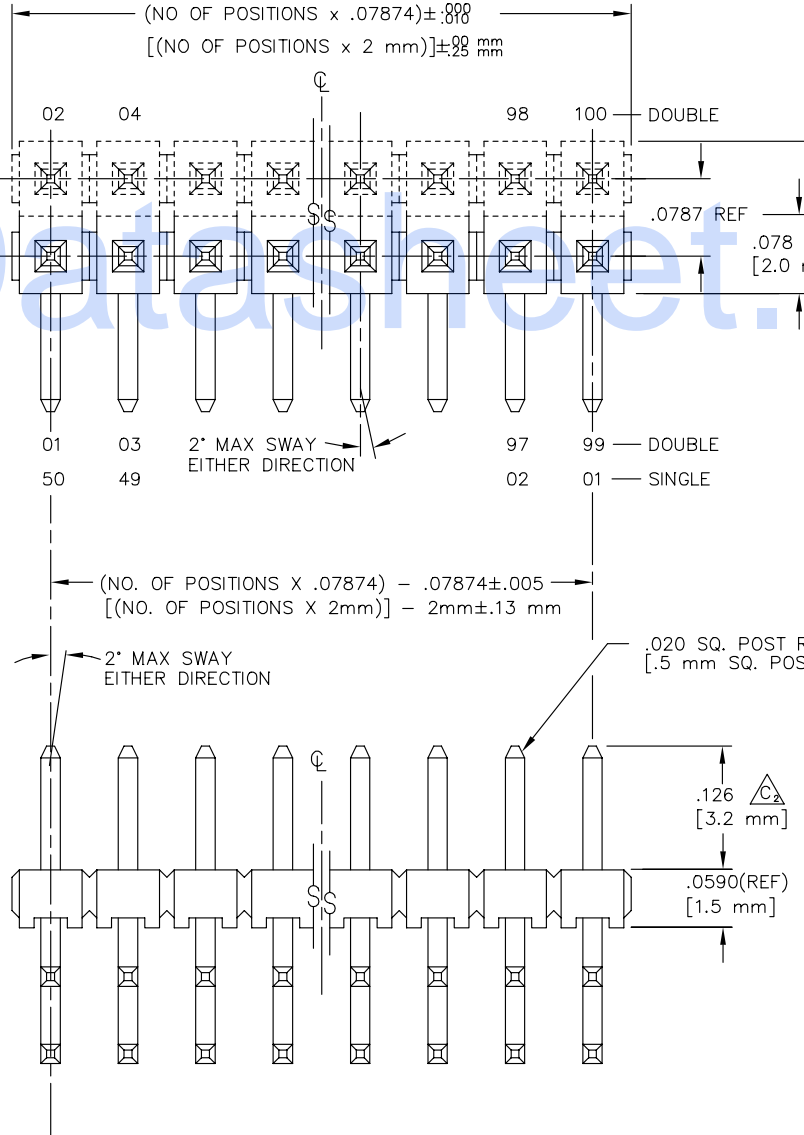 (NO OF POSITIONS x .07874)±.000 .010
[(NO OF POSITIONS x 2 mm)]±.00 mm .25 mm
℄
02 04 98 100 — DOUBLE
.0787 REF
.078
[2.0
S S
Datasheet.
01 03 2° MAX SWAY 97 99 — DOUBLE
EITHER DIRECTION
50 49 02 01 — SINGLE
(NO. OF POSITIONS X .07874) – .07874±.005
[(NO. OF POSITIONS X 2mm)] – 2mm±.13 mm
2° MAX SWAY
EITHER DIRECTION
.020 SQ. POST
[.5 mm SQ.
℄
.126 C2
[3.2 mm]
.0590(REF)
[1.5 mm]
S S